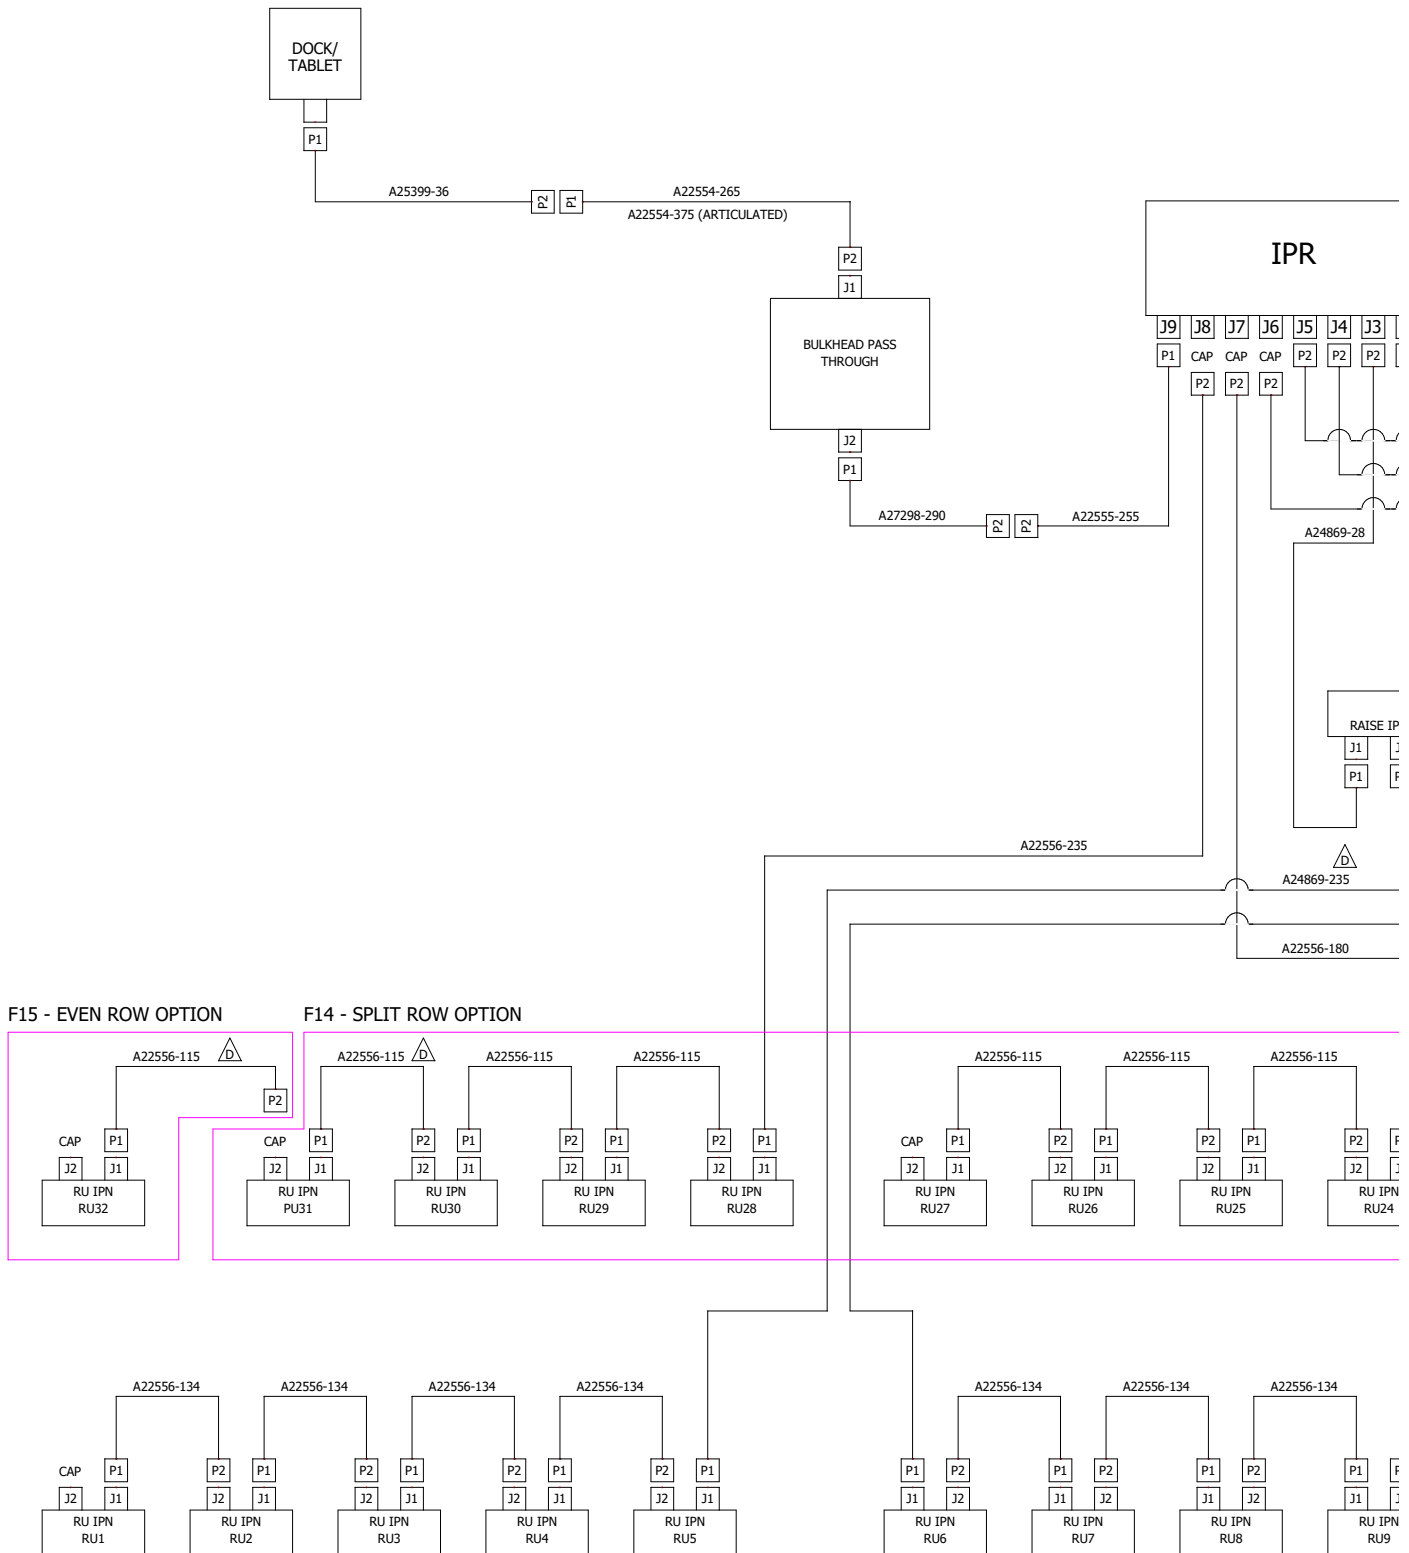 DOCK/
TABLET
P1
A25399-36
P2
P1
A22554-265
A22554-375 (ARTICULATED)
P2
J1
BULKHEAD PASS
THROUGH
J2
P1
A27298-290
P2
P2
A22555-255
IPR
J9 J8 J7 J6 J5 J4 J3
P1 CAP CAP CAP P2 P2 P2
P2 P2 P2
A24869-28
RAISE IP
J1
P1
A22556-235
D
A24869-235
A22556-180
F15 - EVEN ROW OPTION
F14 - SPLIT ROW OPTION
A22556-115 D
P2
A22556-115 D
A22556-115
A22556-115
A22556-115
A22556-115
A22556-115
CAP P1
CAP P1
P2 P1
P2 P1
P2 P1
CAP P1
P2 P1
P2 P1
P2
J2 J1
J2 J1
J2 J1
J2 J1
J2 J1
J2 J1
J2 J1
J2 J1
J2
RU IPN
RU32
RU IPN
PU31
RU IPN
RU30
RU IPN
RU29
RU IPN
RU28
RU IPN
RU27
RU IPN
RU26
RU IPN
RU25
RU IPN
RU24
A22556-134
A22556-134
A22556-134
A22556-134
A22556-134
A22556-134
A22556-134
CAP P1
P2 P1
P2 P1
P2 P1
P2 P1
P1 P2
P1 P2
P1 P2
P1
J2 J1
J2 J1
J2 J1
J2 J1
J2 J1
J1 J2
J1 J2
J1 J2
J1
RU IPN
RU1
RU IPN
RU2
RU IPN
RU3
RU IPN
RU4
RU IPN
RU5
RU IPN
RU6
RU IPN
RU7
RU IPN
RU8
RU IPN
RU9